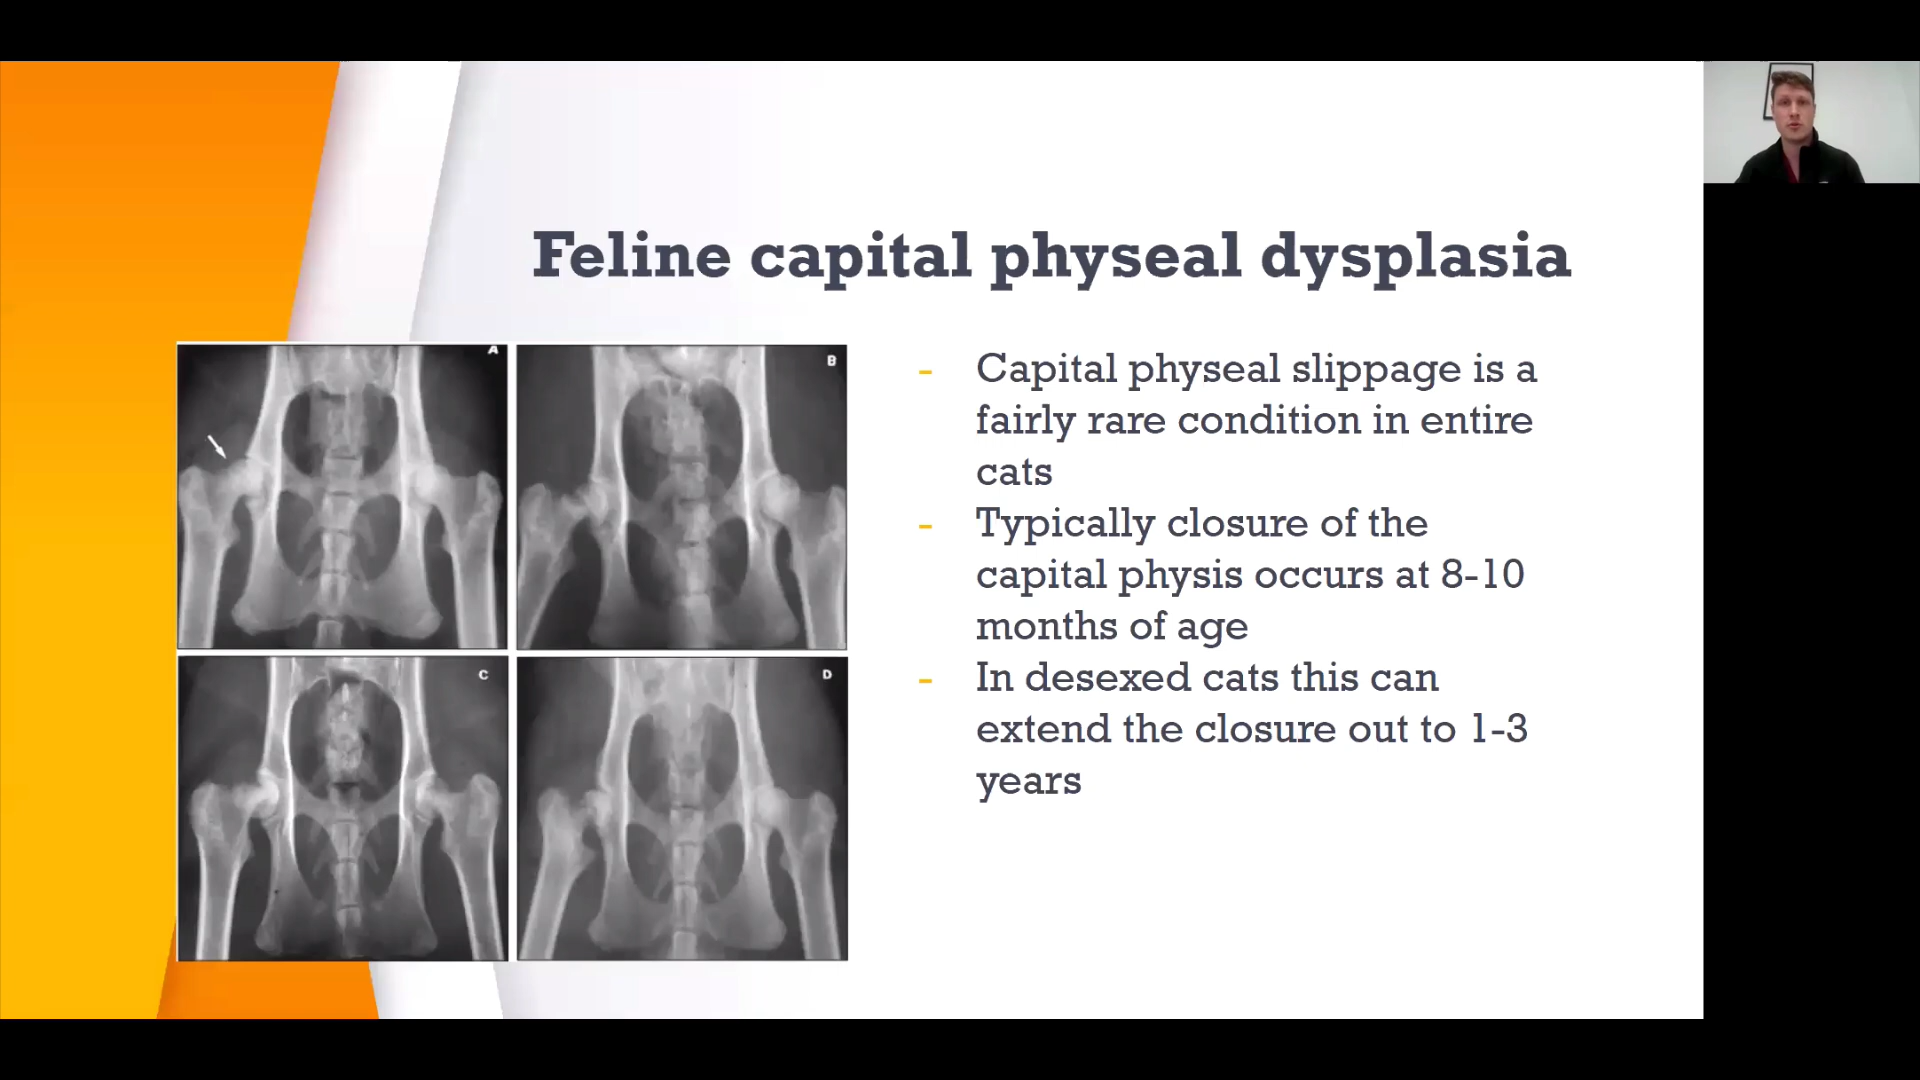 Feline capital physeal dysplasia
A
B
C
D
- Capital physeal slippage is a
fairly rare condition in entire
cats
- Typically closure of the
capital physis occurs at 8-10
months of age
- In desexed cats this can
extend the closure out to 1-3
years